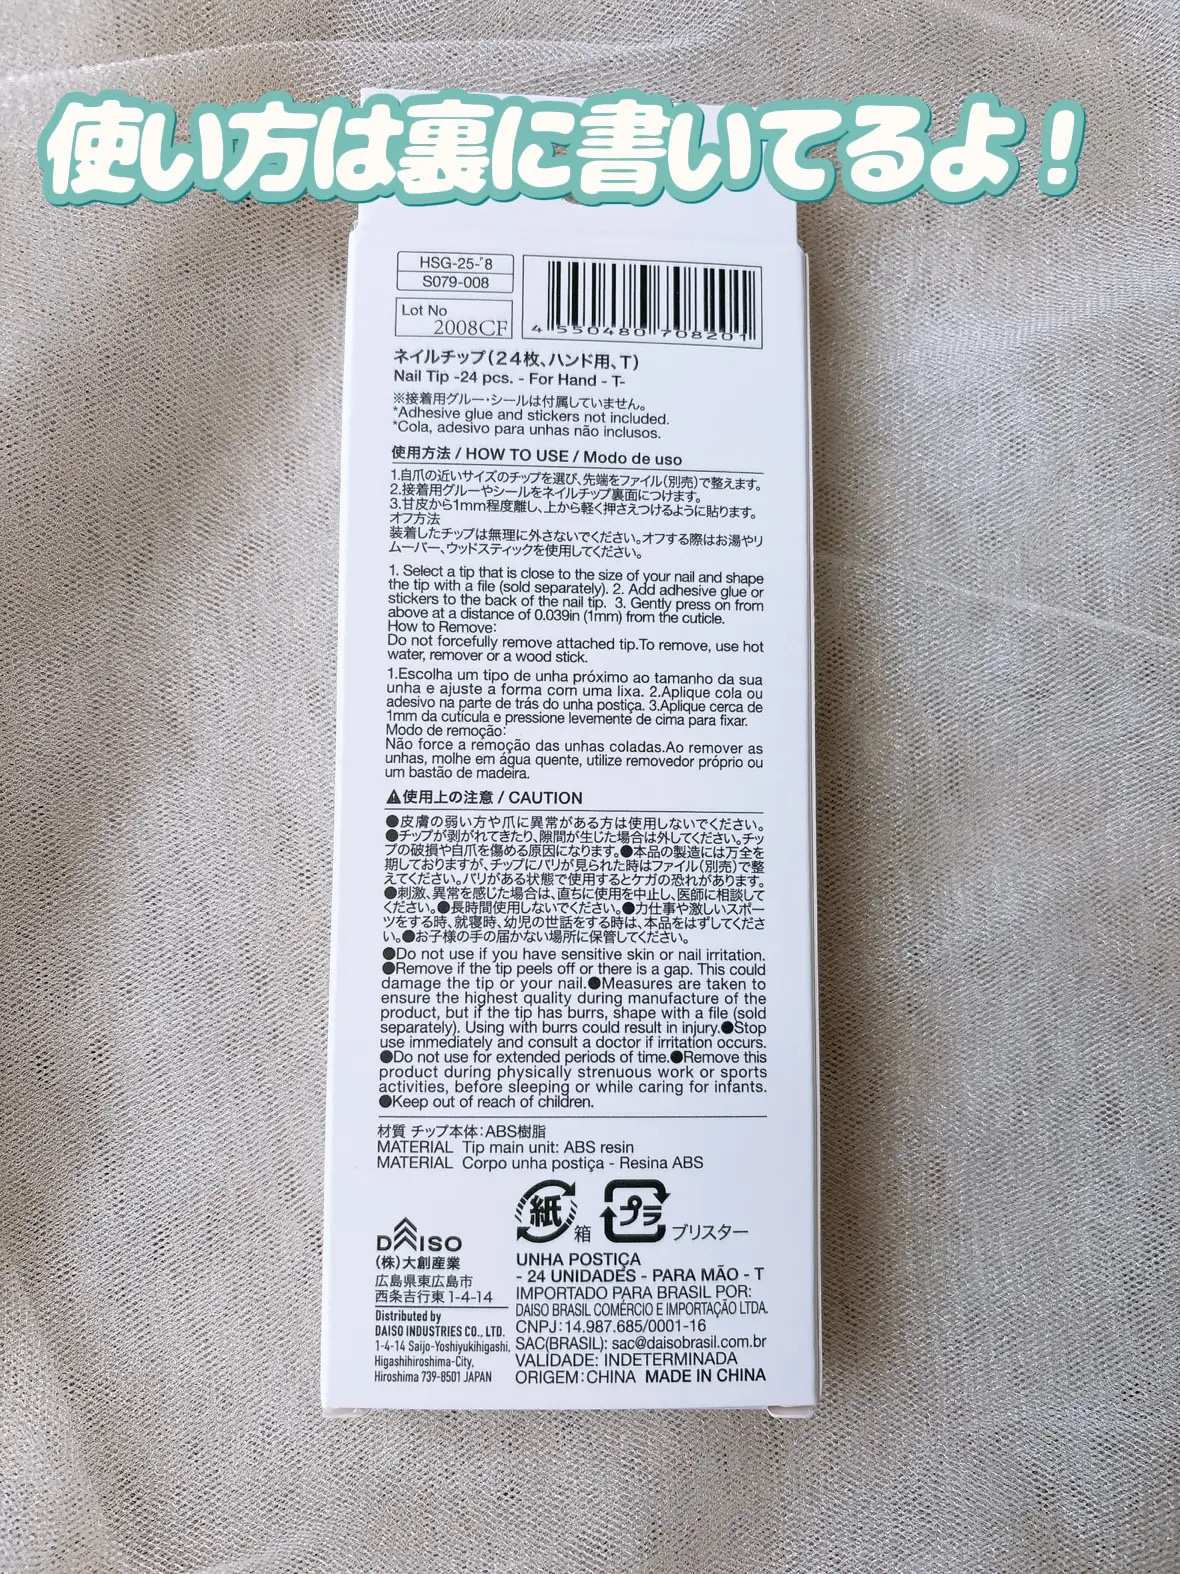 使い方は裏に書いてるよ！
HSG-25-
S079-008
Lot No
2008CF
4 550480 708201
ネイルチップ(24枚、ハンド用、T)
Nail Tip -24 pcs. - For Hand - T-
※接着用グルー・シールは付属していません。
*Adhesive glue and stickers not included.
*Cola, adesivo para unhas não inclusos.
使用方法 / HOW TO USE / Modo de uso
1.自爪の近いサイズのチップを選び、先端をファイル(別売)で整えます。
2.接着用グルーやシールをネイルチップ裏面につけます。
3.甘皮から1mm程度離し、上から軽く押さえつけるように貼ります。
オフ方法
装着したチップは無理に外さないでください。オフする際はお湯やリ
ムーバー、ウッドスティックを使用してください。
1. Select a tip that is close to the size of your nail and shape
the tip with a file (sold separately). 2. Add adhesive glue or
stickers to the back of the nail tip. 3. Gently press on from
above at a distance of 0.039in (1mm) from the cuticle.
How to Remove:
Do not forcefully remove attached tip.To remove, use hot
water, remover or a wood stick.
1.Escolha um tipo de unha próximo ao tamanho da sua
unha e ajuste a forma com uma lixa. 2.Aplique cola ou
adesivo na parte de trás do unha postiça. 3.Aplique cerca de
1mm da cutícula e pressione levemente de cima para fixar.
Modo de remoção:
Não force a remoção das unhas coladas.Ao remover as
unhas, molhe em água quente, utilize removedor próprio ou
um bastão de madeira.
⚠使用上の注意 / CAUTION
●皮膚の弱い方や爪に異常がある方は使用しないでください。
●チップが剥がれてきたり、隙間が生じた場合は外してください。チッ
プの破損や自爪を傷める原因になります。●本品の製造には万全を
期しておりますが、チップにバリが見られた時はファイル(別売)で整
えてください。バリがある状態で使用するとケガの恐れがあります。
●刺激、異常を感じた場合は、直ちに使用を中止し、医師に相談して
ください。●長時間使用しないでください。●力仕事や激しいスポー
ツをする時、就寝時、幼児の世話をする時は、本品をはずしてくださ
い。●お子様の手の届かない場所に保管してください。
●Do not use if you have sensitive skin or nail irritation.
●Remove if the tip peels off or there is a gap. This could
damage the tip or your nail.●Measures are taken to
ensure the highest quality during manufacture of the
product, but if the tip has burrs, shape with a file (sold
separately). Using with burrs could result in injury.●Stop
use immediately and consult a doctor if irritation occurs.
●Do not use for extended periods of time.●Remove this
product during physically strenuous work or sports
activities, before sleeping or while caring for infants.
●Keep out of reach of children.
材質 チップ本体：ABS樹脂
MATERIAL Tip main unit: ABS resin
MATERIAL Corpo unha postiça - Resina ABS
紙 箱 プラ ブリスター
DAISO
(株)大創産業
広島県東広島市
西条吉行東1-4-14
Distributed by
DAISO INDUSTRIES CO., LTD.
1-4-14 Saijo-Yoshiyukihigashi,
Higashihiroshima-City,
Hiroshima 739-8501 JAPAN
UNHA POSTIÇA
- 24 UNIDADES - PARA MÃO - T
IMPORTADO PARA BRASIL POR:
DAISO BRASIL COMÉRCIO E IMPORTAÇÃO LTDA.
CNPJ:14.987.685/0001-16
SAC(BRASIL): sac@daisobrasil.com.br
VALIDADE: INDETERMINADA
ORIGEM:CHINA MADE IN CHINA